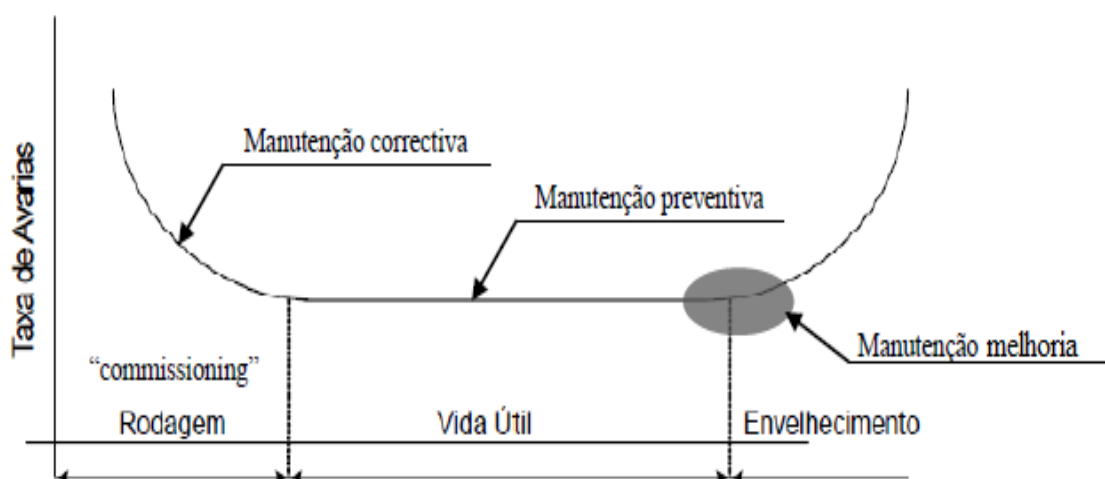 Manutenção correctiva
Manutenção preventiva
Taxa de Avarias
Manutenção melhoria
“commissioning”
Rodagem
Vida Útil
Envelhecimento